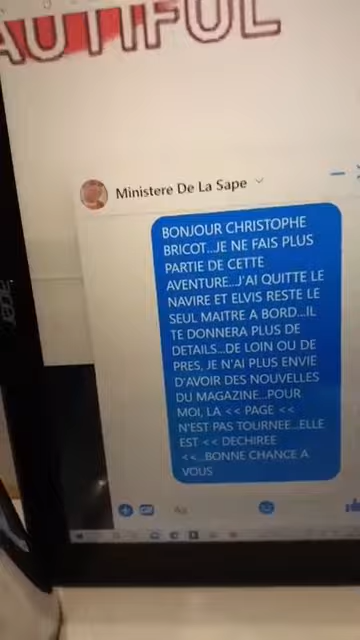 AUTIFUL
Ministere De La Sape
BONJOUR CHRISTOPHE
BRICOT...JE NE FAIS PLUS
PARTIE DE CETTE
AVENTURE...J'AI QUITTE LE
NAVIRE ET ELVIS RESTE LE
SEUL MAITRE A BORD...IL
TE DONNERA PLUS DE
DETAILS...DE LOIN OU DE
PRES, JE N'AI PLUS ENVIE
D'AVOIR DES NOUVELLES
DU MAGAZINE...POUR
MOI, LA << PAGE <<
N'EST PAS TOURNEE...ELLE
EST << DECHIREE
<<...BONNE CHANCE A
VOUS
GIF
Aa
acer